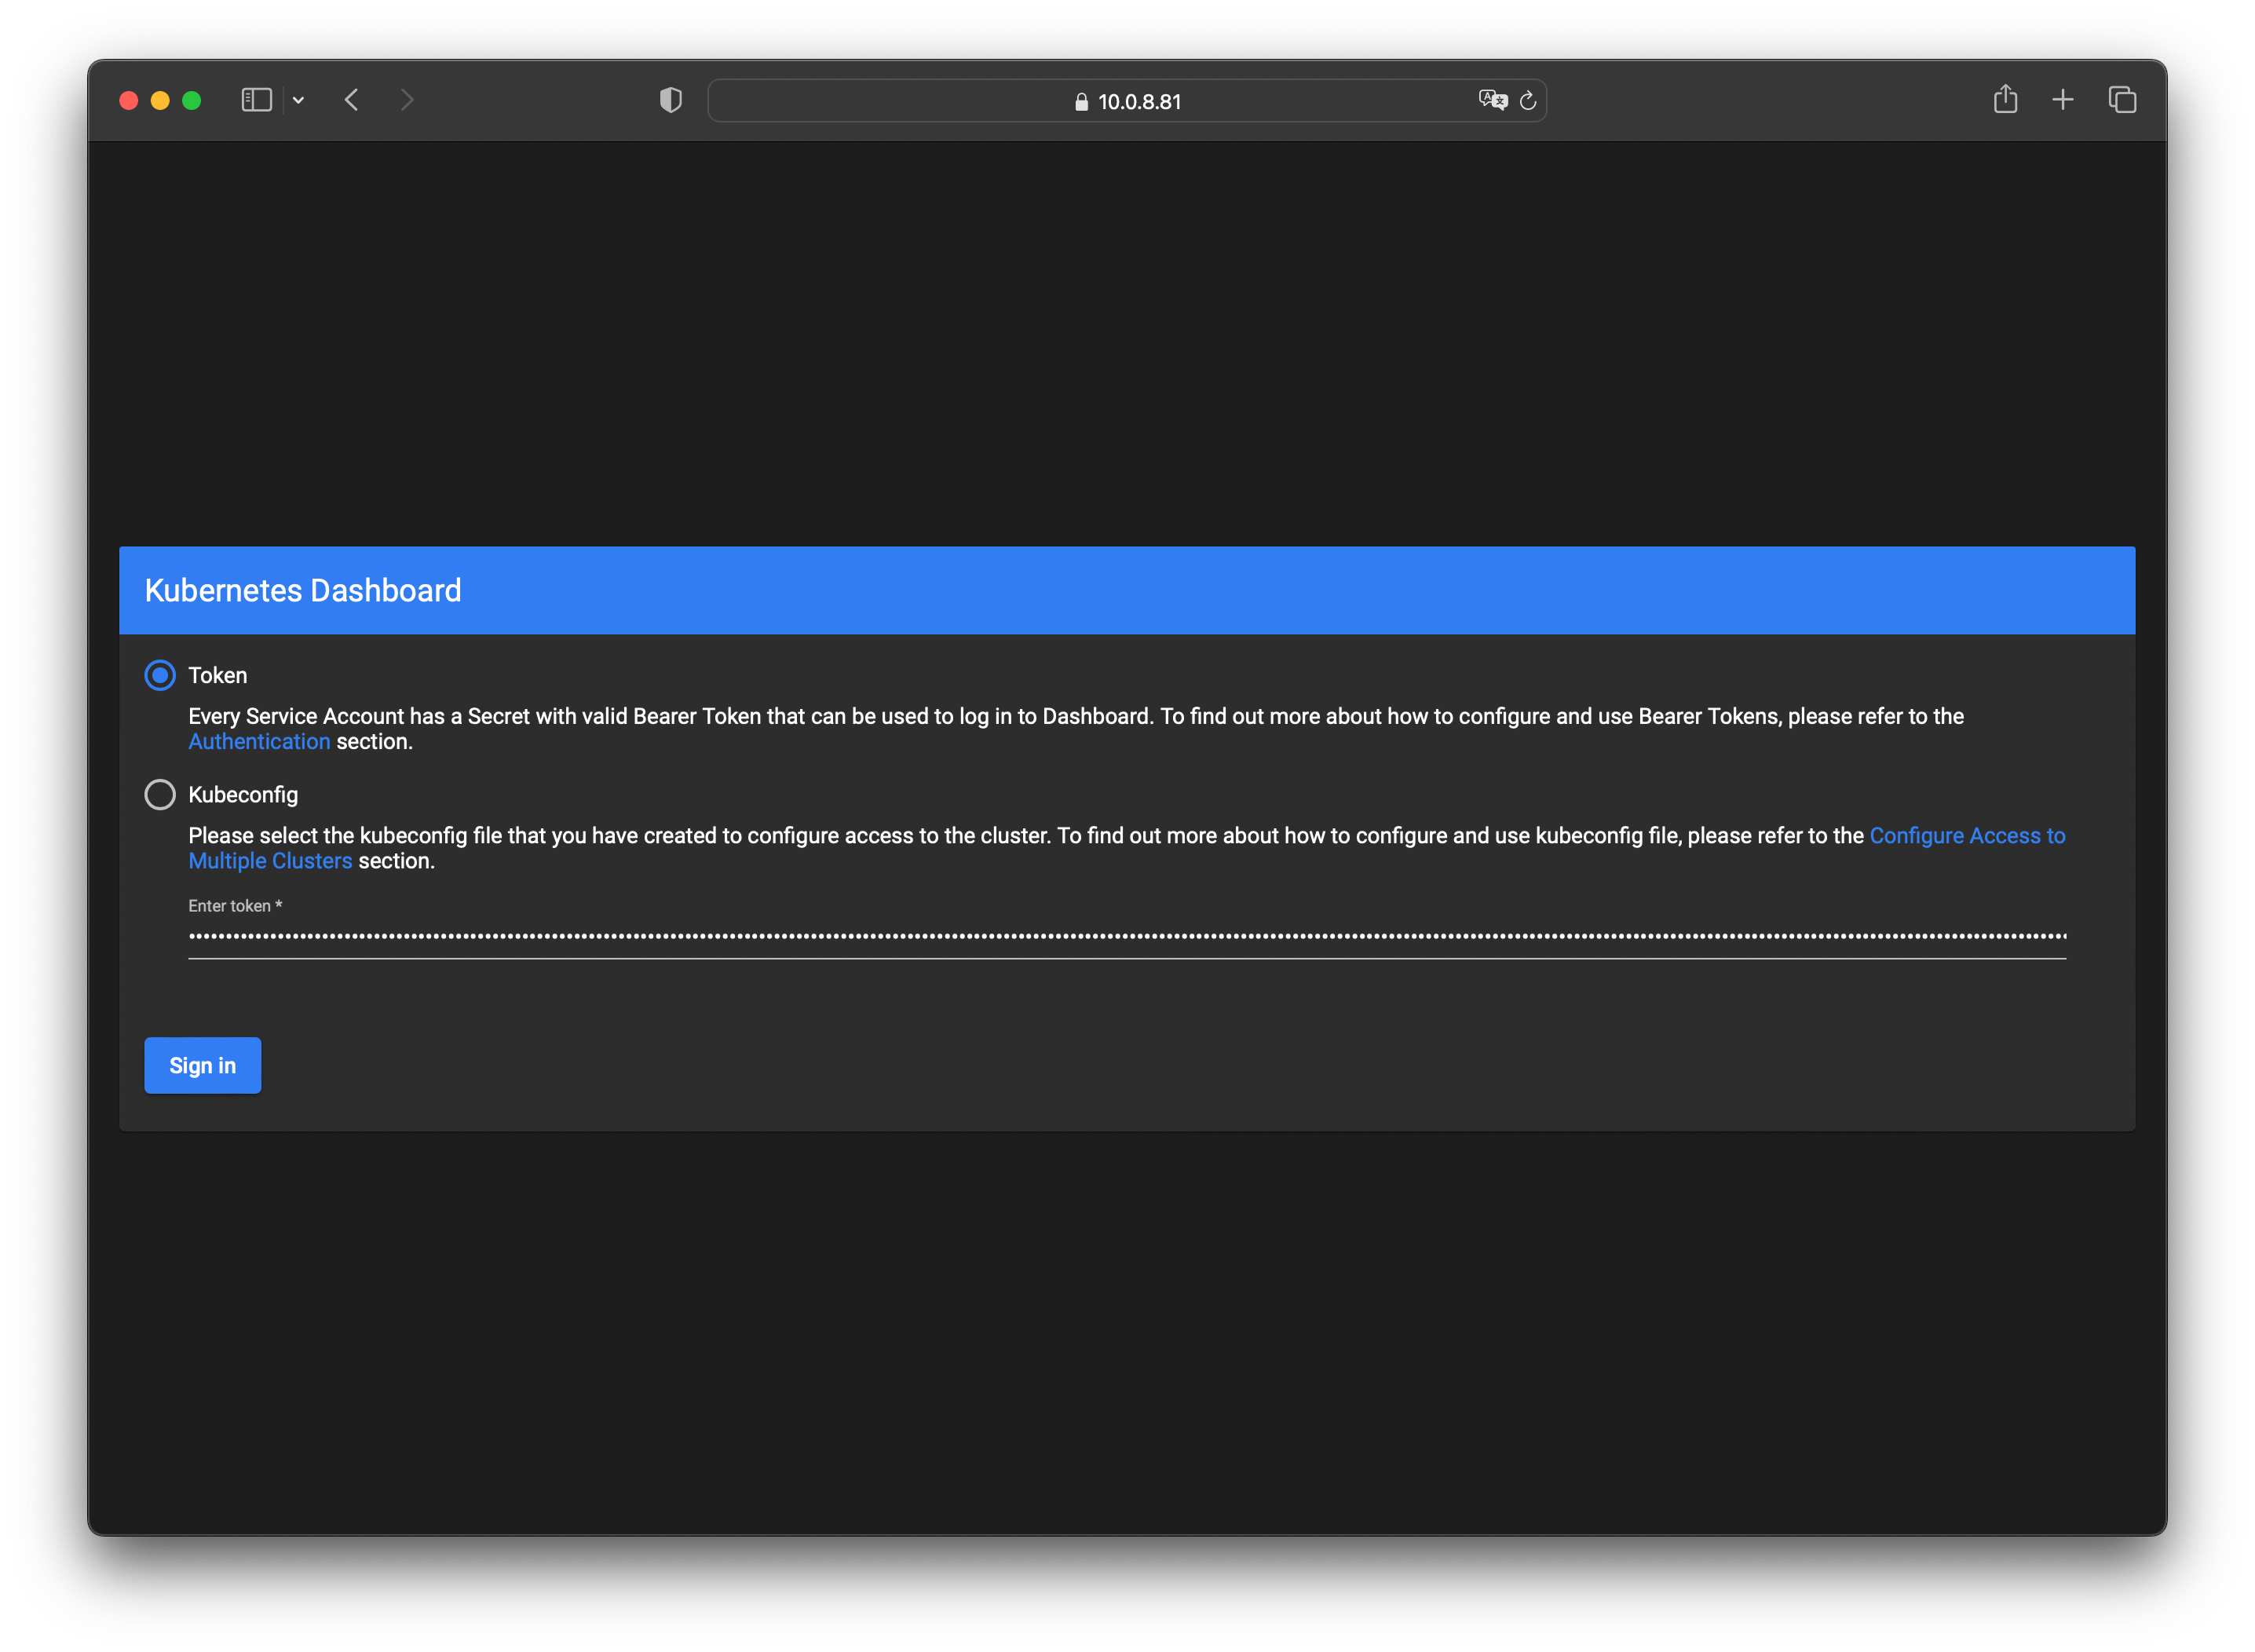 10.0.8.81
Kubernetes Dashboard
Token
Every Service Account has a Secret with valid Bearer Token that can be used to log in to Dashboard. To find out more about how to configure and use Bearer Tokens, please refer to the
Authentication section.
Kubeconfig
Please select the kubeconfig file that you have created to configure access to the cluster. To find out more about how to configure and use kubeconfig file, please refer to the Configure Access to
Multiple Clusters section.
Enter token *
Sign in